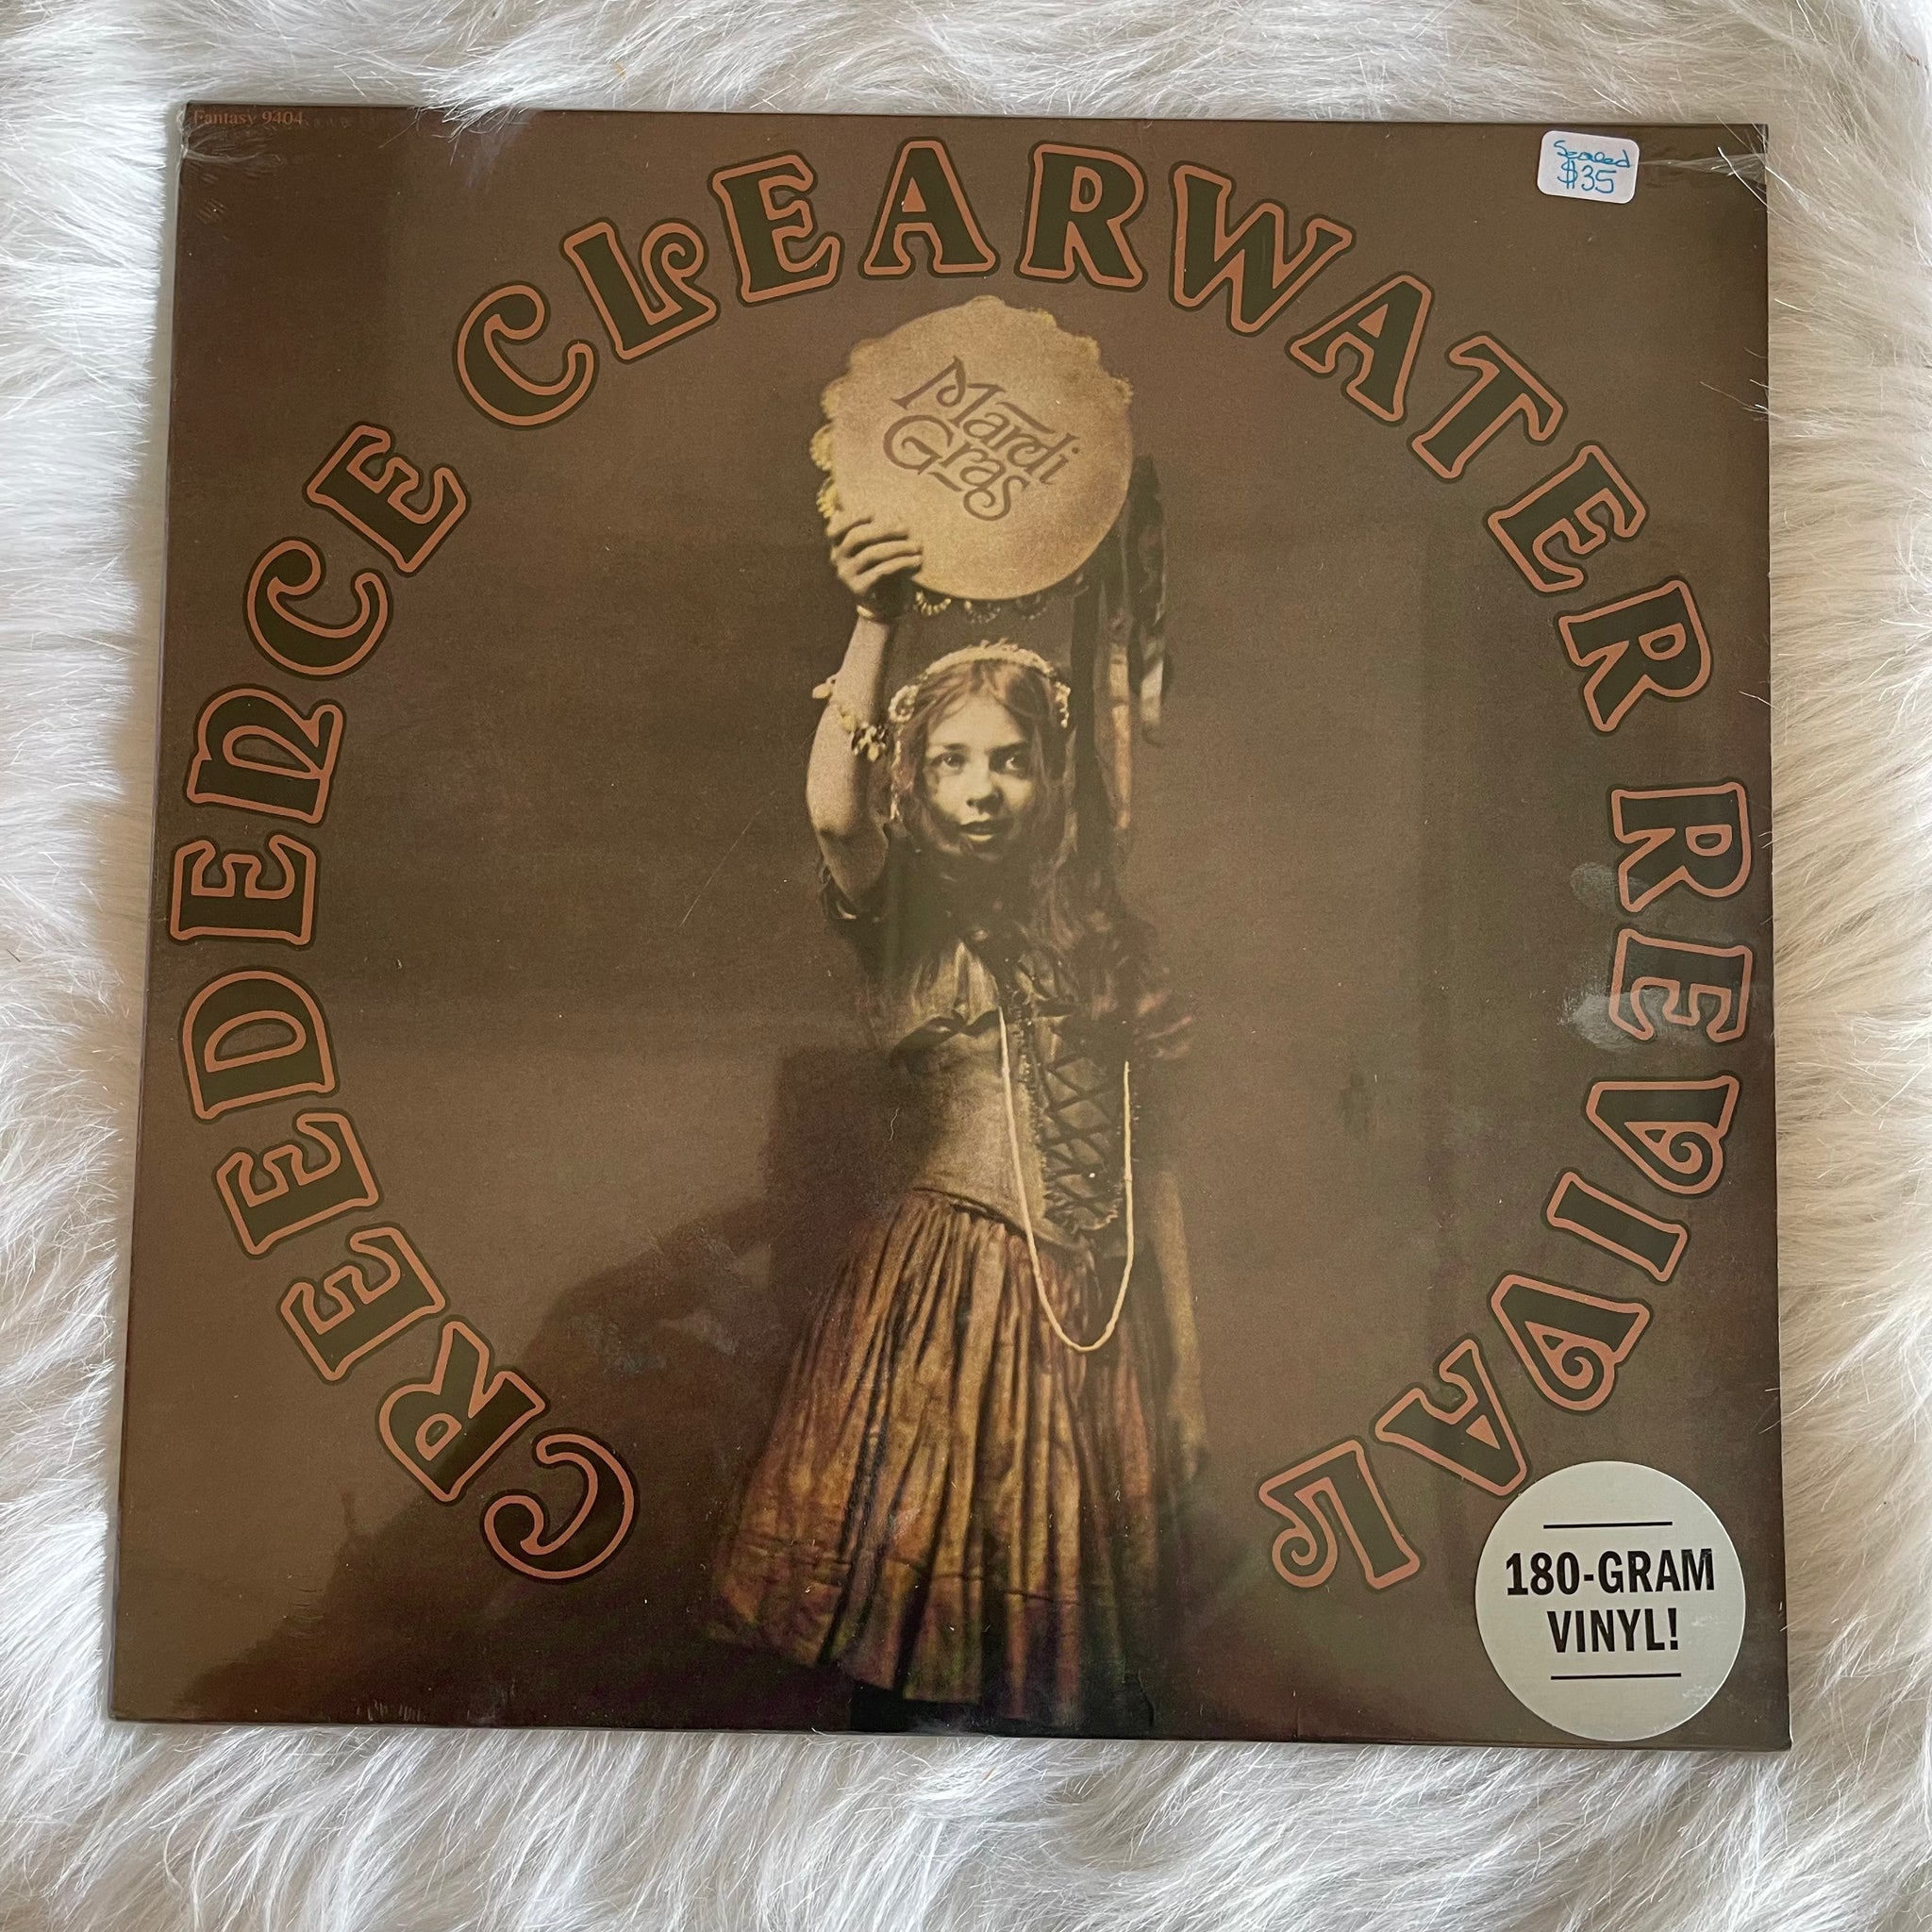 Fantasy 9404
Sealed
$35
CREEDENCE CLEARWATER REVIVAL
Mardi
Gras
180-GRAM
VINYL!